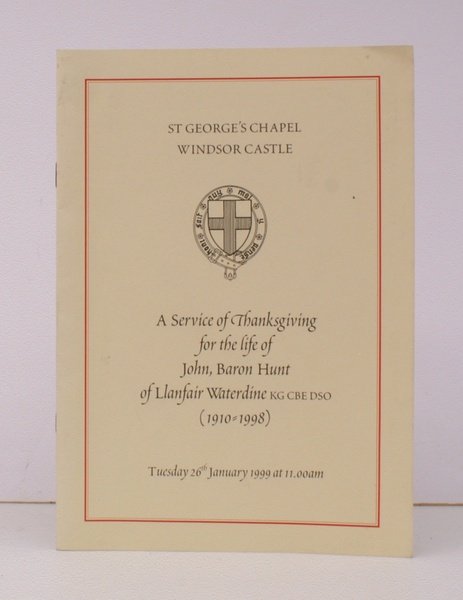 ST GEORGE'S CHAPEL
WINDSOR CASTLE
honi soit quy mal y pense
A Service of Thanksgiving
for the life of
John, Baron Hunt
of Llanfair Waterdine KG CBE DSO
(1910-1998)
Tuesday 26th January 1999 at 11.00am